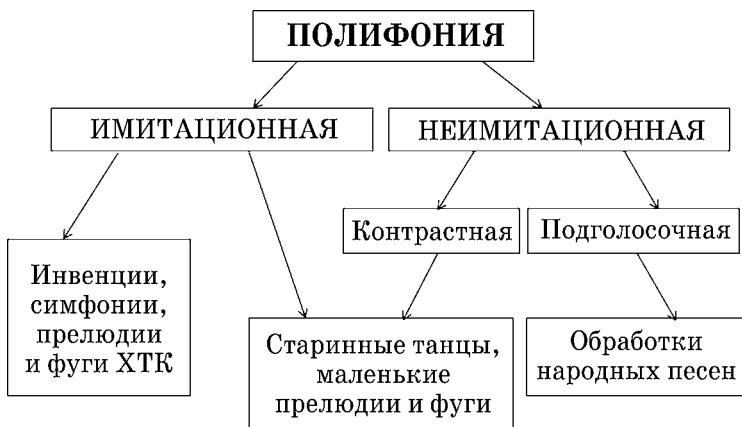 ПОЛИФОНИЯ
ИМИТАЦИОННАЯ
НЕИМИТАЦИОННАЯ
Контрастная
Подголосочная
Инвенции,
симфонии,
прелюдии
и фуги ХТК
Старинные танцы,
маленькие
прелюдии и фуги
Обработки
народных песен